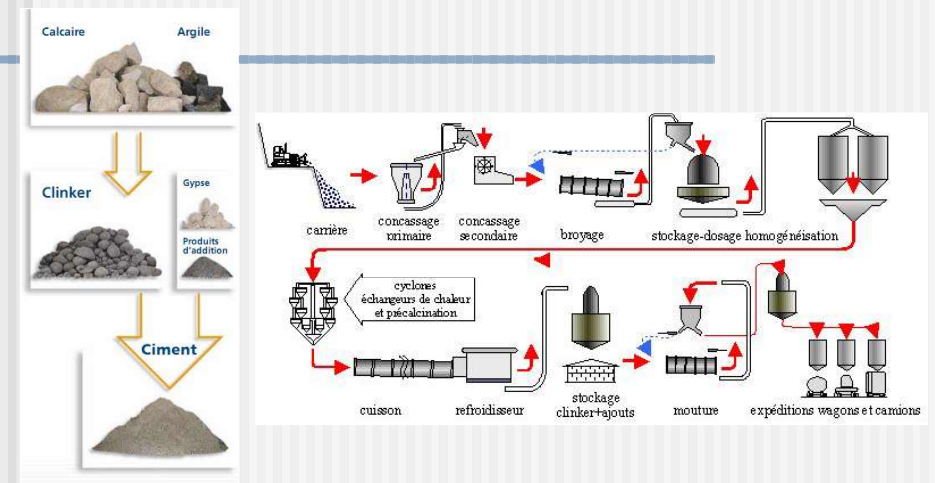 Calcaire
Argile
Clinker
Gypse
Produits
d'addition
Ciment
carrière
concassage
primaire
concassage
secondaire
broyage
stockage-dosage homogénéisation
cyclones
échangeurs de chaleur
et précalcination
cuisson
refroidisseur
stockage
clinker+ajouts
mouture
expéditions wagons et camions